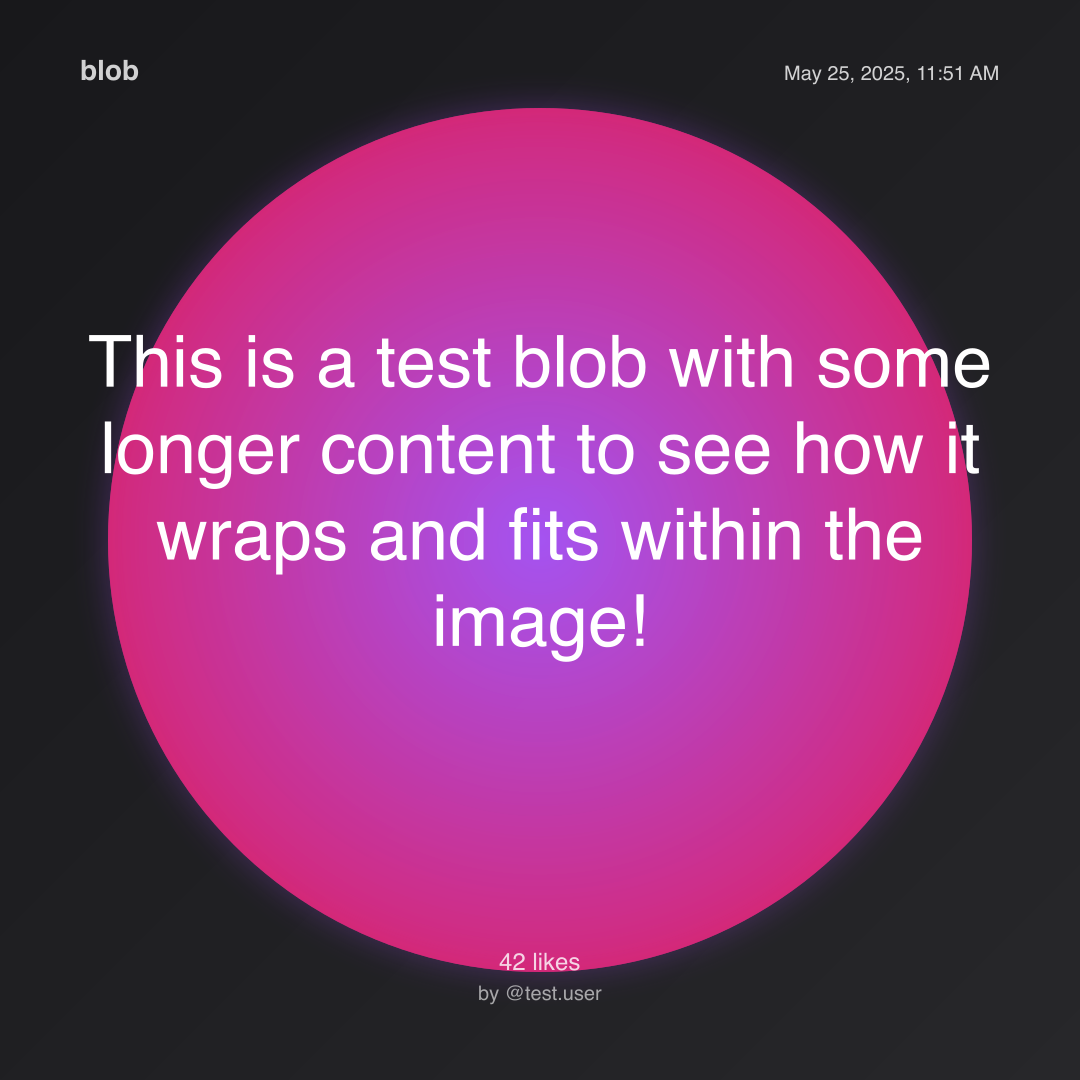 blob
May 25, 2025, 11:51 AM
This is a test blob with some
longer content to see how it
wraps and fits within the
image!
42 likes
by @test.user